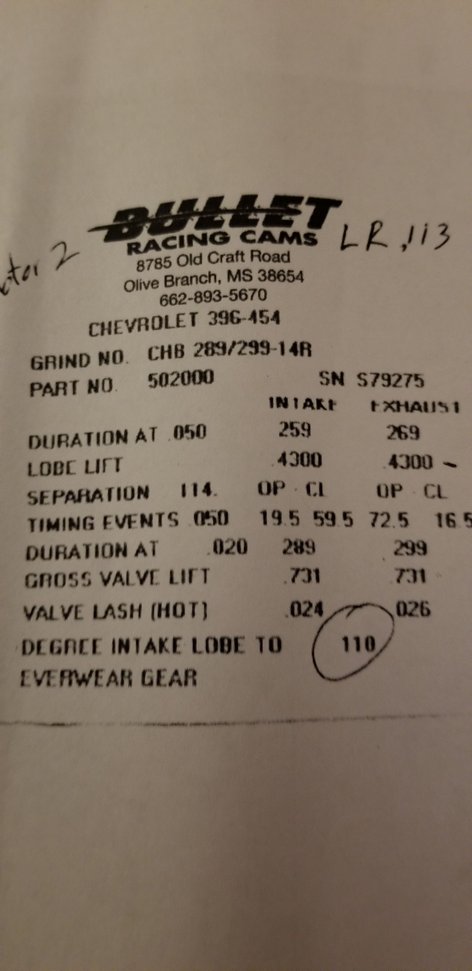 BULLET
RACING CAMS
8785 Old Craft Road
Olive Branch, MS 38654
662-893-5670
LR .113
2
CHEVROLET 396-454
GRIND NO. CHB 289/299-14R
PART NO. 502000 SN S79275
INTAKE EXHAUST
DURATION AT .050 259 269
LOBE LIFT .4300 .4300
SEPARATION 114. OP CL OP CL
TIMING EVENTS .050 19.5 59.5 72.5 16.5
DURATION AT .020 289 299
GROSS VALVE LIFT .731 .731
VALVE LASH (HOT) .024 .026
DEGREE INTAKE LOBE TO 110
EVERWEAR GEAR